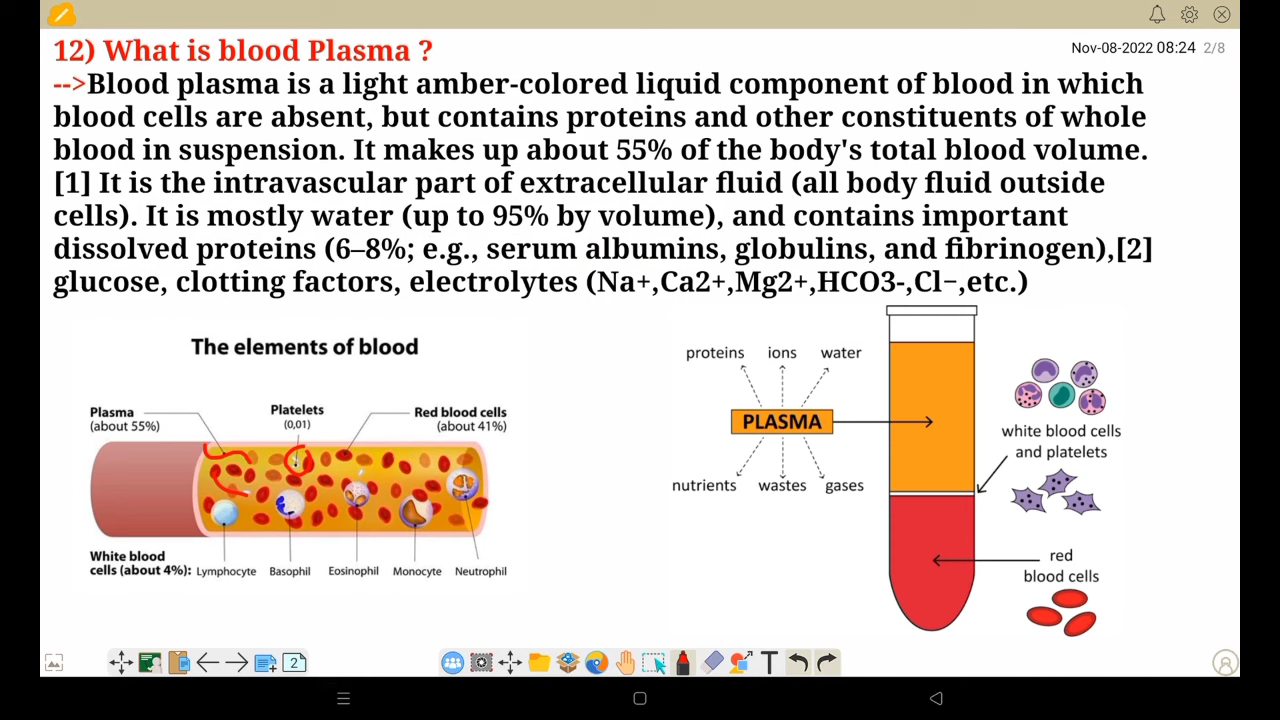 Nov-08-2022 08:24 2/8
12) What is blood Plasma ?
-->Blood plasma is a light amber-colored liquid component of blood in which
blood cells are absent, but contains proteins and other constituents of whole
blood in suspension. It makes up about 55% of the body's total blood volume.
[1] It is the intravascular part of extracellular fluid (all body fluid outside
cells). It is mostly water (up to 95% by volume), and contains important
dissolved proteins (6–8%; e.g., serum albumins, globulins, and fibrinogen),[2]
glucose, clotting factors, electrolytes (Na+,Ca2+,Mg2+,HCO3-,Cl−,etc.)
The elements of blood
Plasma
(about 55%)
Platelets
(0,01)
Red blood cells
(about 41%)
White blood
cells (about 4%):
Lymphocyte
Basophil
Eosinophil
Monocyte
Neutrophil
proteins
ions
water
PLASMA
nutrients
wastes
gases
white blood cells
and platelets
red
blood cells
2
T